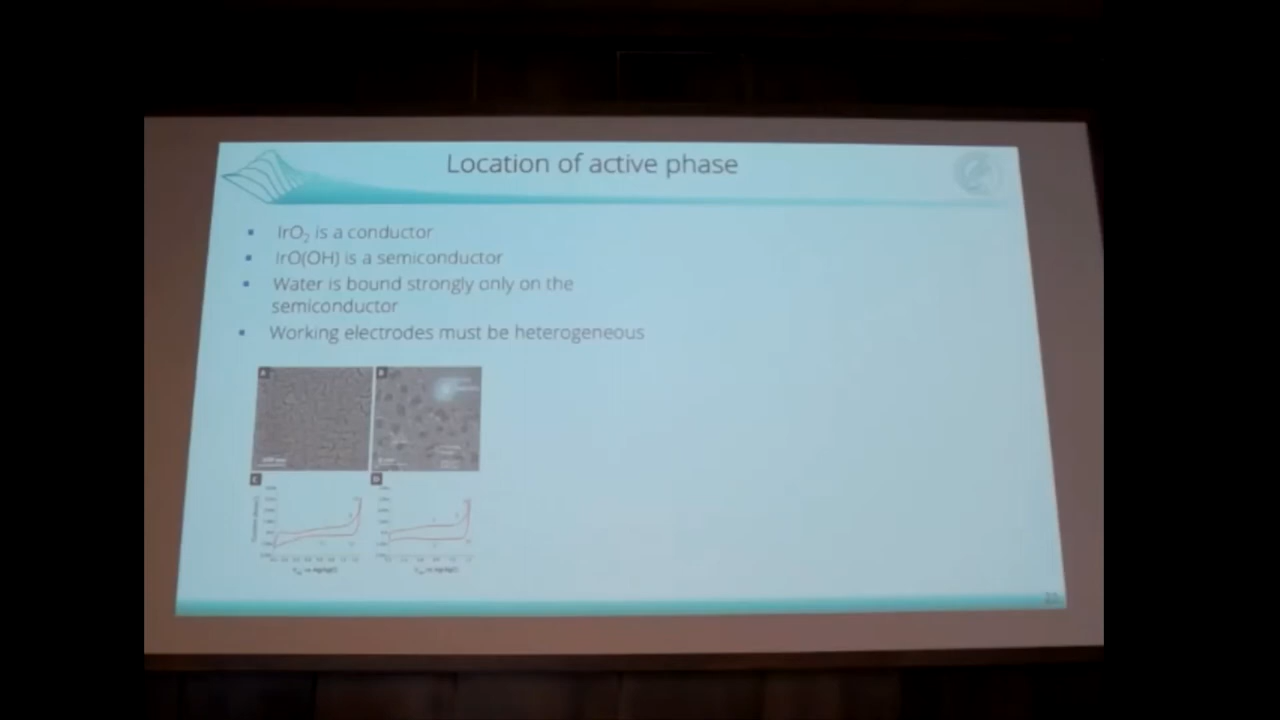 Location of active phase
▪ IrO₂ is a conductor
▪ IrO(OH) is a semiconductor
▪ Water is bound strongly only on the
semiconductor
▪ Working electrodes must be heterogeneous
A B
C D